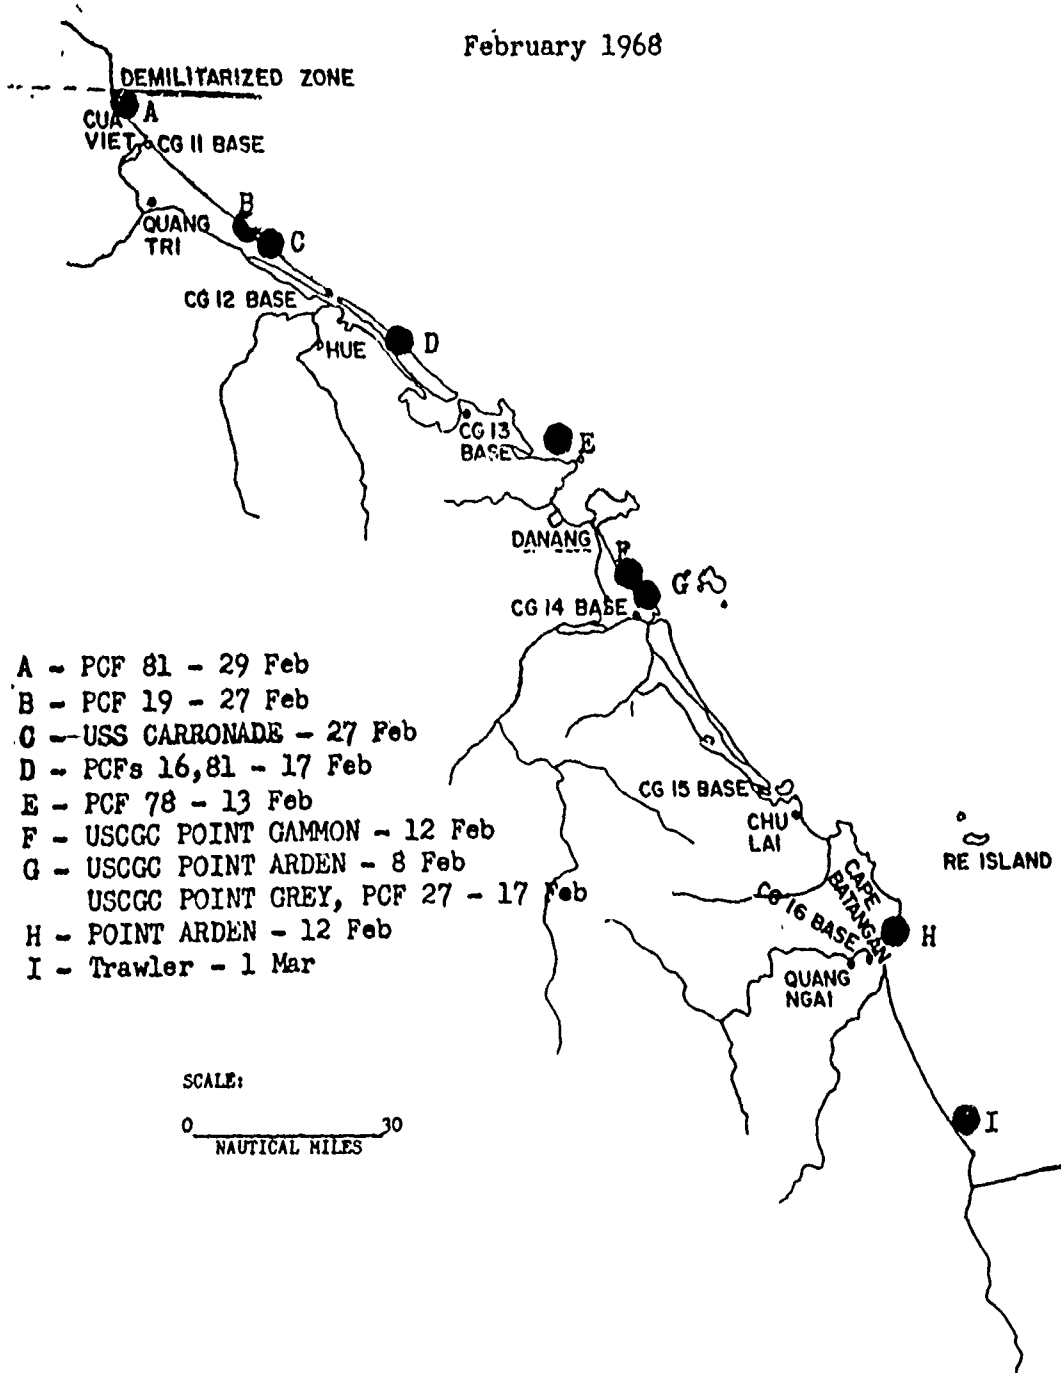 February 1968
DEMILITARIZED ZONE
A
CUA
VIET
CG 11 BASE
B
QUANG
TRI
C
CG 12 BASE
HUE
D
CG 13
BASE
E
DANANG
F
G
CG 14 BASE
A - PCF 81 - 29 Feb
B - PCF 19 - 27 Feb
C - USS CARRONADE - 27 Feb
D - PCFs 16,81 - 17 Feb
E - PCF 78 - 13 Feb
F - USCGC POINT GAMMON - 12 Feb
G - USCGC POINT ARDEN - 8 Feb
USCGC POINT GREY, PCF 27 - 17 Feb
H - POINT ARDEN - 12 Feb
I - Trawler - 1 Mar
CG 15 BASE
CHU
LAI
RE ISLAND
CAPE
BATANGAN
CG 16 BASE
H
QUANG
NGAI
I
SCALE:
0 30
NAUTICAL MILES